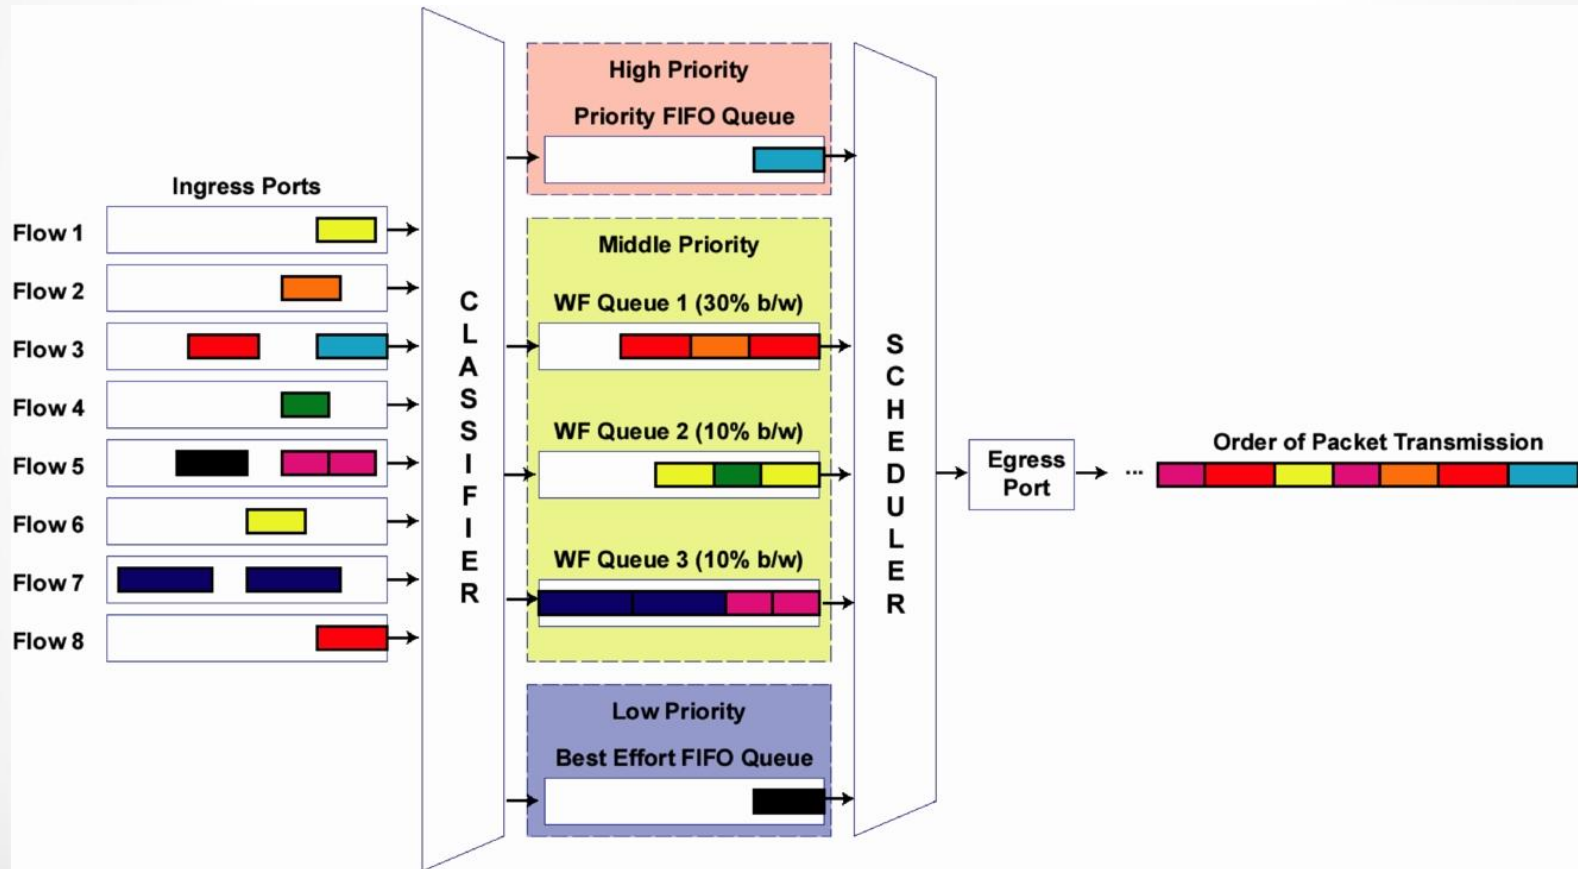 Ingress Ports
Flow 1
Flow 2
Flow 3
Flow 4
Flow 5
Flow 6
Flow 7
Flow 8
CLASSIFIER
High Priority
Priority FIFO Queue
Middle Priority
WF Queue 1 (30% b/w)
WF Queue 2 (10% b/w)
WF Queue 3 (10% b/w)
Low Priority
Best Effort FIFO Queue
SCHEDULER
Egress
Port
...
Order of Packet Transmission